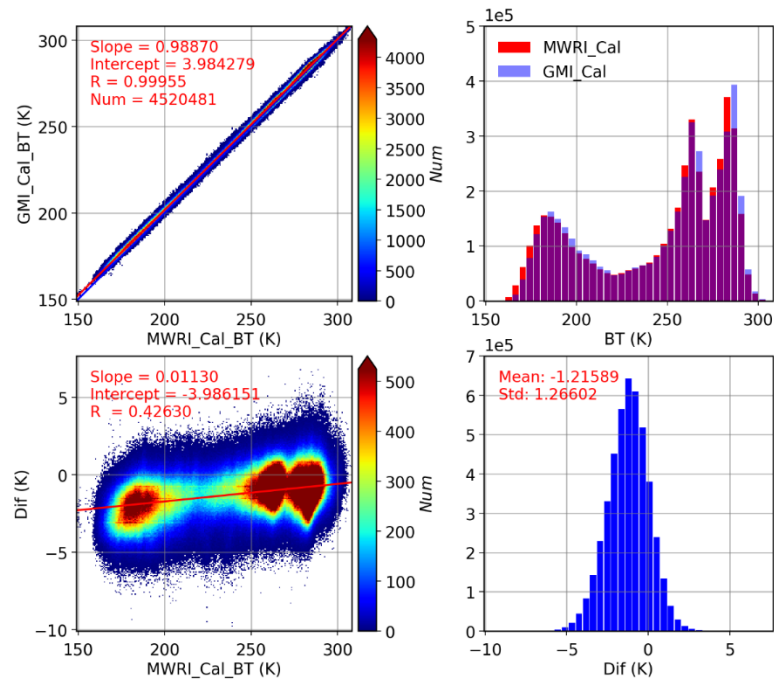 300
250
200
150
GMI_Cal_BT (K)
Slope = 0.98870
Intercept = 3.984279
R = 0.99955
Num = 4520481
150
200
250
300
MWRI_Cal_BT (K)
4000
3500
3000
2500
2000
1500
1000
500
0
Num
1e5
5
4
3
2
1
0
MWRI_Cal
GMI_Cal
150
200
250
300
BT (K)
5
0
−5
−10
Dif (K)
Slope = 0.01130
Intercept = -3.986151
R = 0.42630
150
200
250
300
MWRI_Cal_BT (K)
500
400
300
200
100
0
Num
1e5
7
6
5
4
3
2
1
0
Mean: -1.21589
Std: 1.26602
−10
−5
0
5
Dif (K)